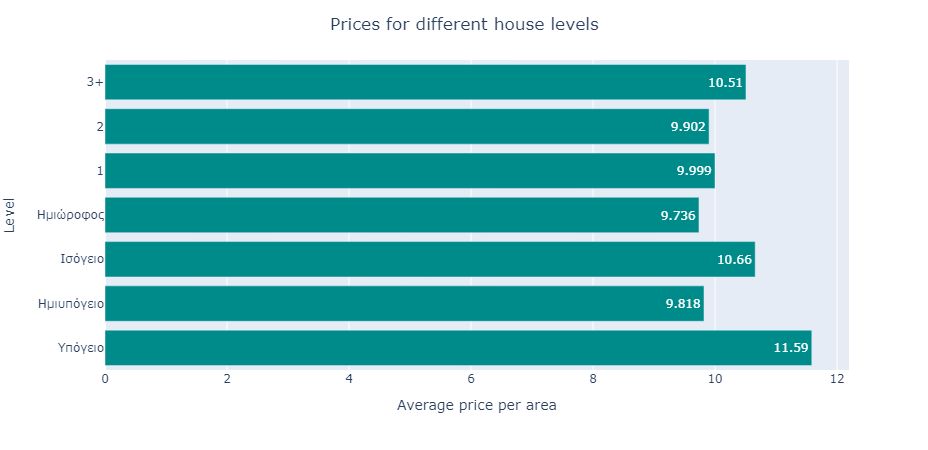 Prices for different house levels
3+
10.51
2
9.902
1
9.999
Ημιώροφος
9.736
Ισόγειο
10.66
Ημιυπόγειο
9.818
Υπόγειο
11.59
0 2 4 6 8 10 12
Average price per area
Level